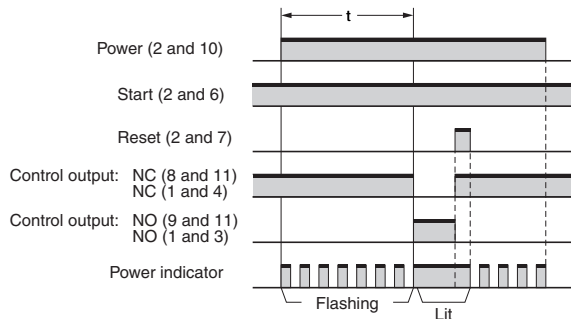 t
Power (2 and 10)
Start (2 and 6)
Reset (2 and 7)
Control output: NC (8 and 11)
NC (1 and 4)
Control output: NO (9 and 11)
NO (1 and 3)
Power indicator
Flashing
Lit